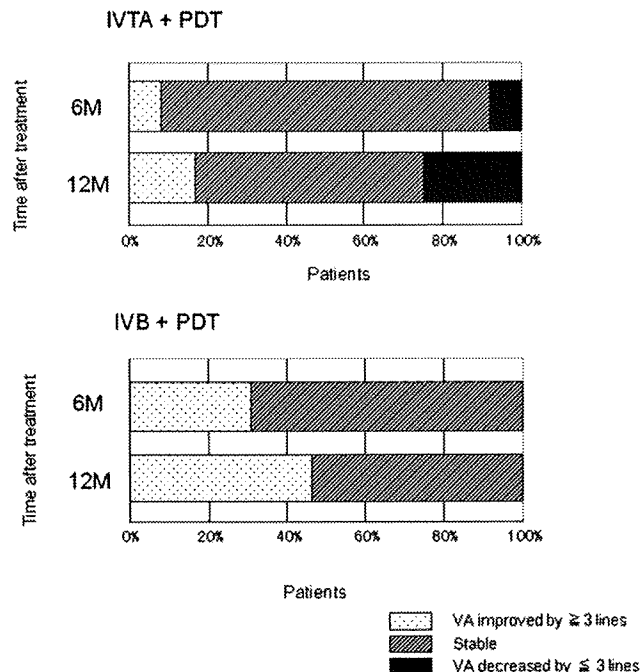 IVTA + PDT
Time after treatment
6M
12M
0% 20% 40% 60% 80% 100%
Patients
IVB + PDT
Time after treatment
6M
12M
0% 20% 40% 60% 80% 100%
Patients
VA improved by ≧ 3 lines
Stable
VA decreased by ≦ 3 lines